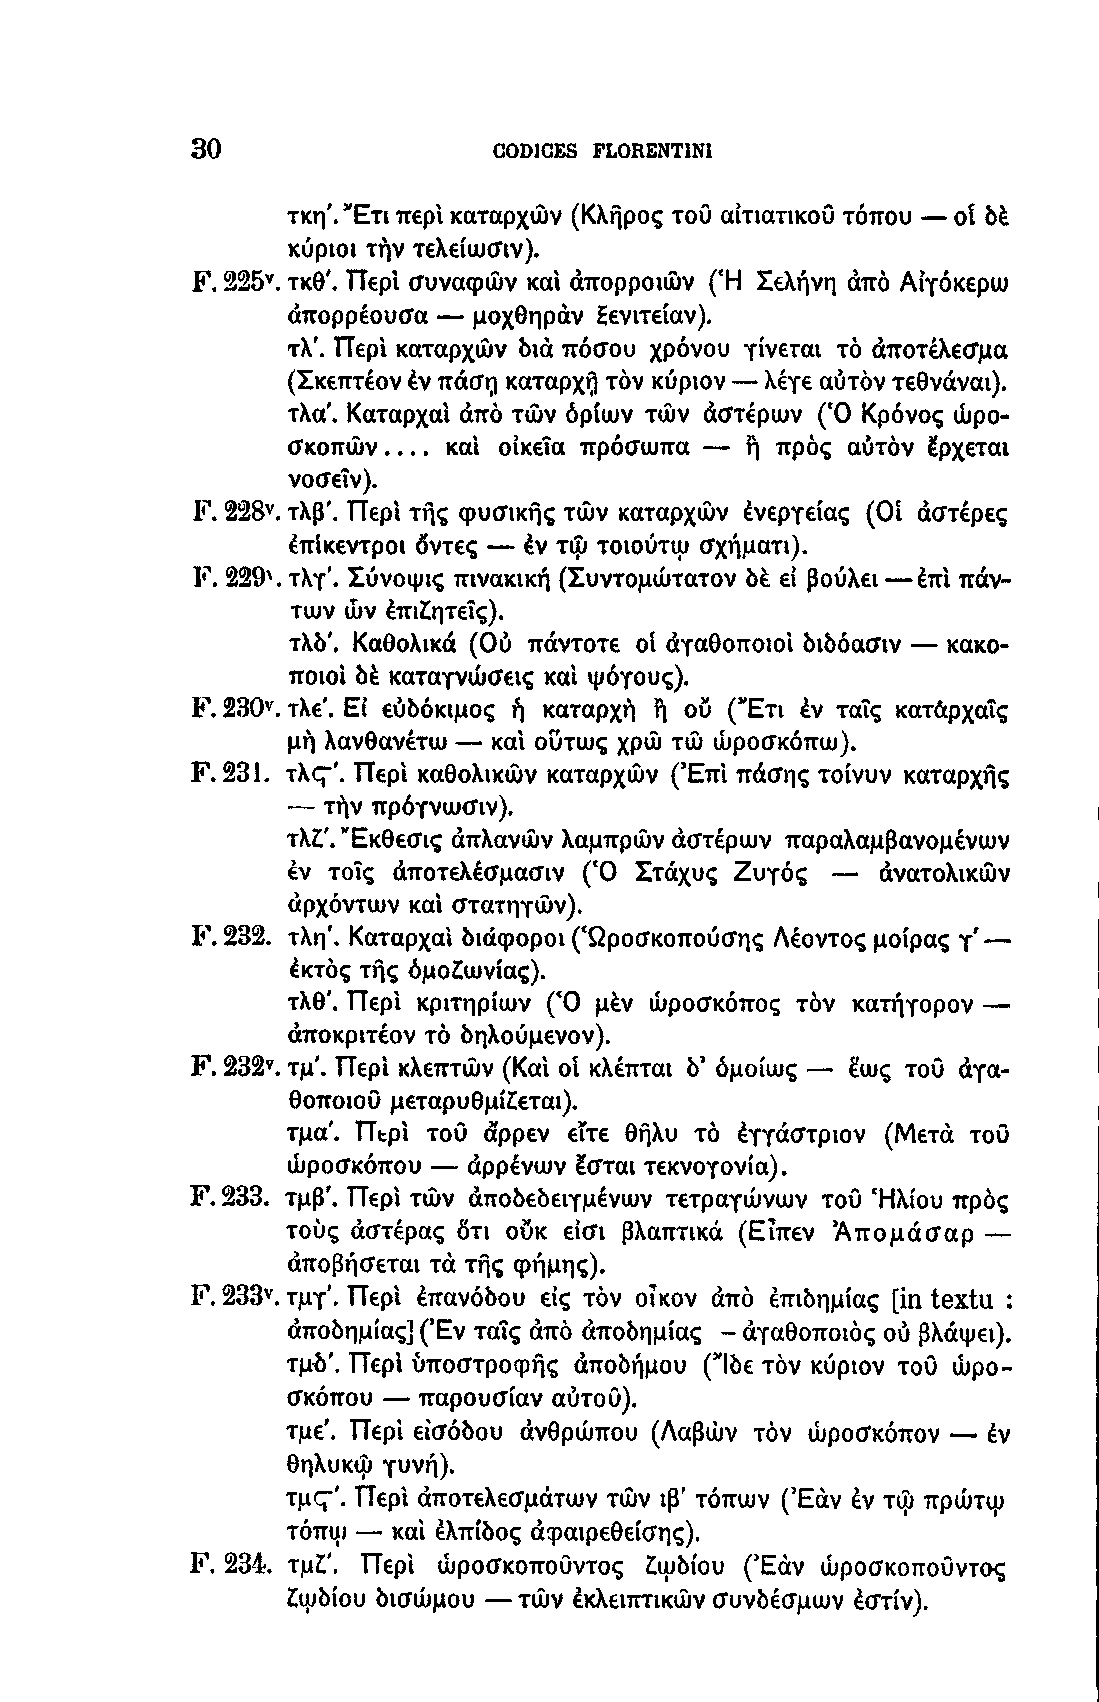 30 CODICES FLORENTINI
τκη΄. Ἔτι περὶ καταρχῶν (Κλῆρος τοῦ αἰτιατικοῦ τόπου — οἱ δὲ
κύριοι τὴν τελείωσιν).
F. 225ᵛ. τκθ΄. Περὶ συναφῶν καὶ ἀπορροιῶν (Ἡ Σελήνη ἀπὸ Αἰγόκερω
ἀπορρέουσα — μοχθηρὰν ξενιτείαν).
τλ΄. Περὶ καταρχῶν διὰ πόσου χρόνου γίνεται τὸ ἀποτέλεσμα
(Σκεπτέον ἐν πάσῃ καταρχῇ τὸν κύριον — λέγε αὐτὸν τεθνάναι).
τλα΄. Καταρχαὶ ἀπὸ τῶν ὁρίων τῶν ἀστέρων (Ὁ Κρόνος ὡρο-
σκοπῶν.... καὶ οἰκεῖα πρόσωπα — ἢ πρὸς αὐτὸν ἔρχεται
νοσεῖν).
F. 228ᵛ. τλβ΄. Περὶ τῆς φυσικῆς τῶν καταρχῶν ἐνεργείας (Οἱ ἀστέρες
ἐπίκεντροι ὄντες — ἐν τῷ τοιούτῳ σχήματι).
F. 229ᵛ. τλγ΄. Σύνοψις πινακική (Συντομώτατον δὲ εἰ βούλει — ἐπὶ πάν-
των ὧν ἐπιζητεῖς).
τλδ΄. Καθολικά (Οὐ πάντοτε οἱ ἀγαθοποιοὶ διδόασιν — κακο-
ποιοὶ δὲ καταγνώσεις καὶ ψόγους).
F. 230ᵛ. τλε΄. Εἰ εὐδόκιμος ἡ καταρχὴ ἢ οὔ (Ἔτι ἐν ταῖς καταρχαῖς
μὴ λανθανέτω — καὶ οὕτως χρῶ τῶ ὡροσκόπω).
F. 231. τλϛ΄. Περὶ καθολικῶν καταρχῶν (Ἐπὶ πάσης τοίνυν καταρχῆς
— τὴν πρόγνωσιν).
τλζ΄. Ἔκθεσις ἀπλανῶν λαμπρῶν ἀστέρων παραλαμβανομένων
ἐν τοῖς ἀποτελέσμασιν (Ὁ Στάχυς Ζυγός — ἀνατολικῶν
ἀρχόντων καὶ στατηγῶν).
F. 232. τλη΄. Καταρχαὶ διάφοροι (Ὡροσκοπούσης Λέοντος μοίρας γ΄ —
ἐκτὸς τῆς ὁμοζωνίας).
τλθ΄. Περὶ κριτηρίων (Ὁ μὲν ὡροσκόπος τὸν κατήγορον —
ἀποκριτέον τὸ δηλούμενον).
F. 232ᵛ. τμ΄. Περὶ κλεπτῶν (Καὶ οἱ κλέπται δ’ ὁμοίως — ἕως τοῦ ἀγα-
θοποιοῦ μεταρυθμίζεται).
τμα΄. Περὶ τοῦ ἄρρεν εἴτε θῆλυ τὸ ἐγγάστριον (Μετὰ τοῦ
ὡροσκόπου — ἀρρένων ἔσται τεκνογονία).
F. 233. τμβ΄. Περὶ τῶν ἀποδεδειγμένων τετραγώνων τοῦ Ἡλίου πρὸς
τοὺς ἀστέρας ὅτι οὔκ εἰσι βλαπτικά (Εἶπεν Ἀπομάσαρ —
ἀποβήσεται τὰ τῆς φήμης).
F. 233ᵛ. τμγ΄. Περὶ ἐπανόδου εἰς τὸν οἶκον ἀπὸ ἐπιδημίας [in textu :
ἀποδημίας] (Ἐν ταῖς ἀπὸ ἀποδημίας – ἀγαθοποιὸς οὐ βλάψει).
τμδ΄. Περὶ ὑποστροφῆς ἀποδήμου (Ἴδε τὸν κύριον τοῦ ὡρο-
σκόπου — παρουσίαν αὐτοῦ).
τμε΄. Περὶ εἰσόδου ἀνθρώπου (Λαβὼν τὸν ὡροσκόπον — ἐν
θηλυκῷ γυνή).
τμϛ΄. Περὶ ἀποτελεσμάτων τῶν ιβ΄ τόπων (Ἐὰν ἐν τῷ πρώτῳ
τόπῳ — καὶ ἐλπίδος ἀφαιρεθείσης).
F. 234. τμζ΄. Περὶ ὡροσκοποῦντος ζῳδίου (Ἐὰν ὡροσκοποῦντος
ζῳδίου δισώμου — τῶν ἐκλειπτικῶν συνδέσμων ἐστίν).